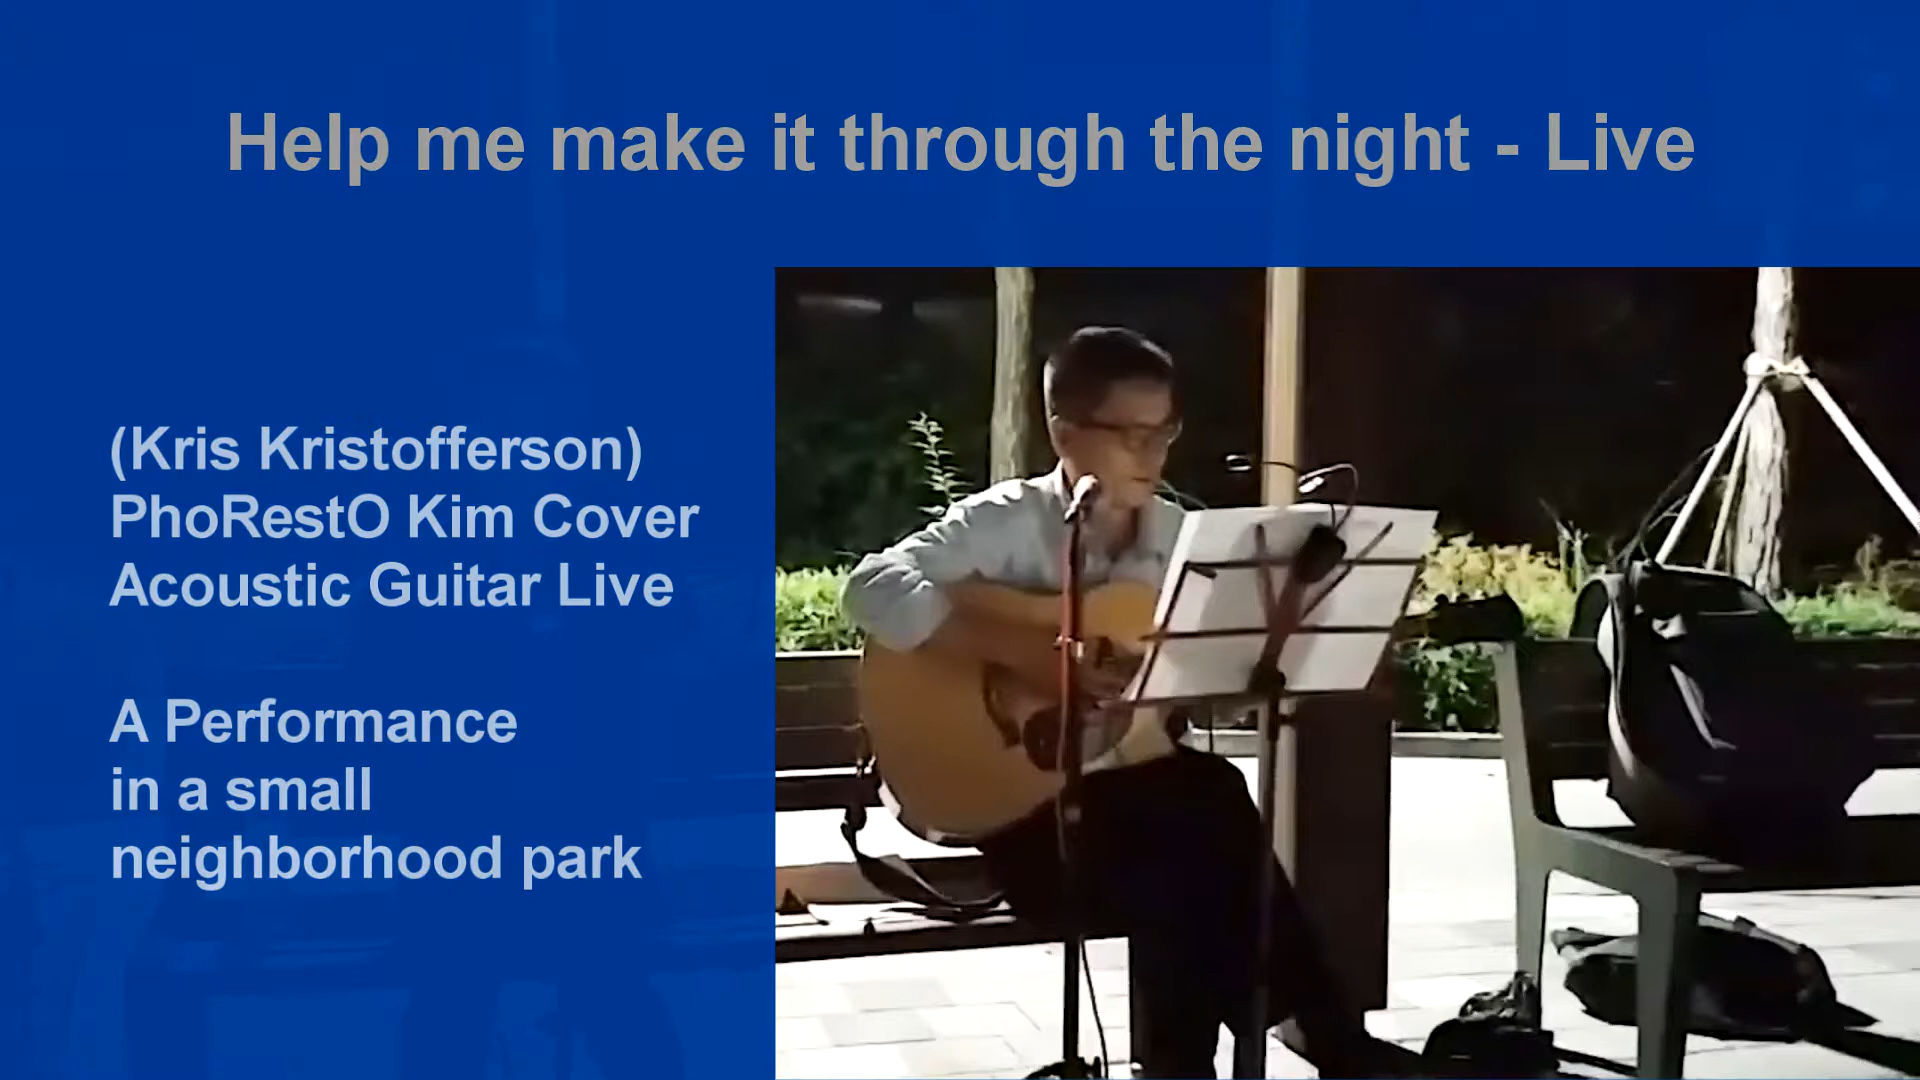 Help me make it through the night - Live
(Kris Kristofferson)
PhoRestO Kim Cover
Acoustic Guitar Live
A Performance
in a small
neighborhood park